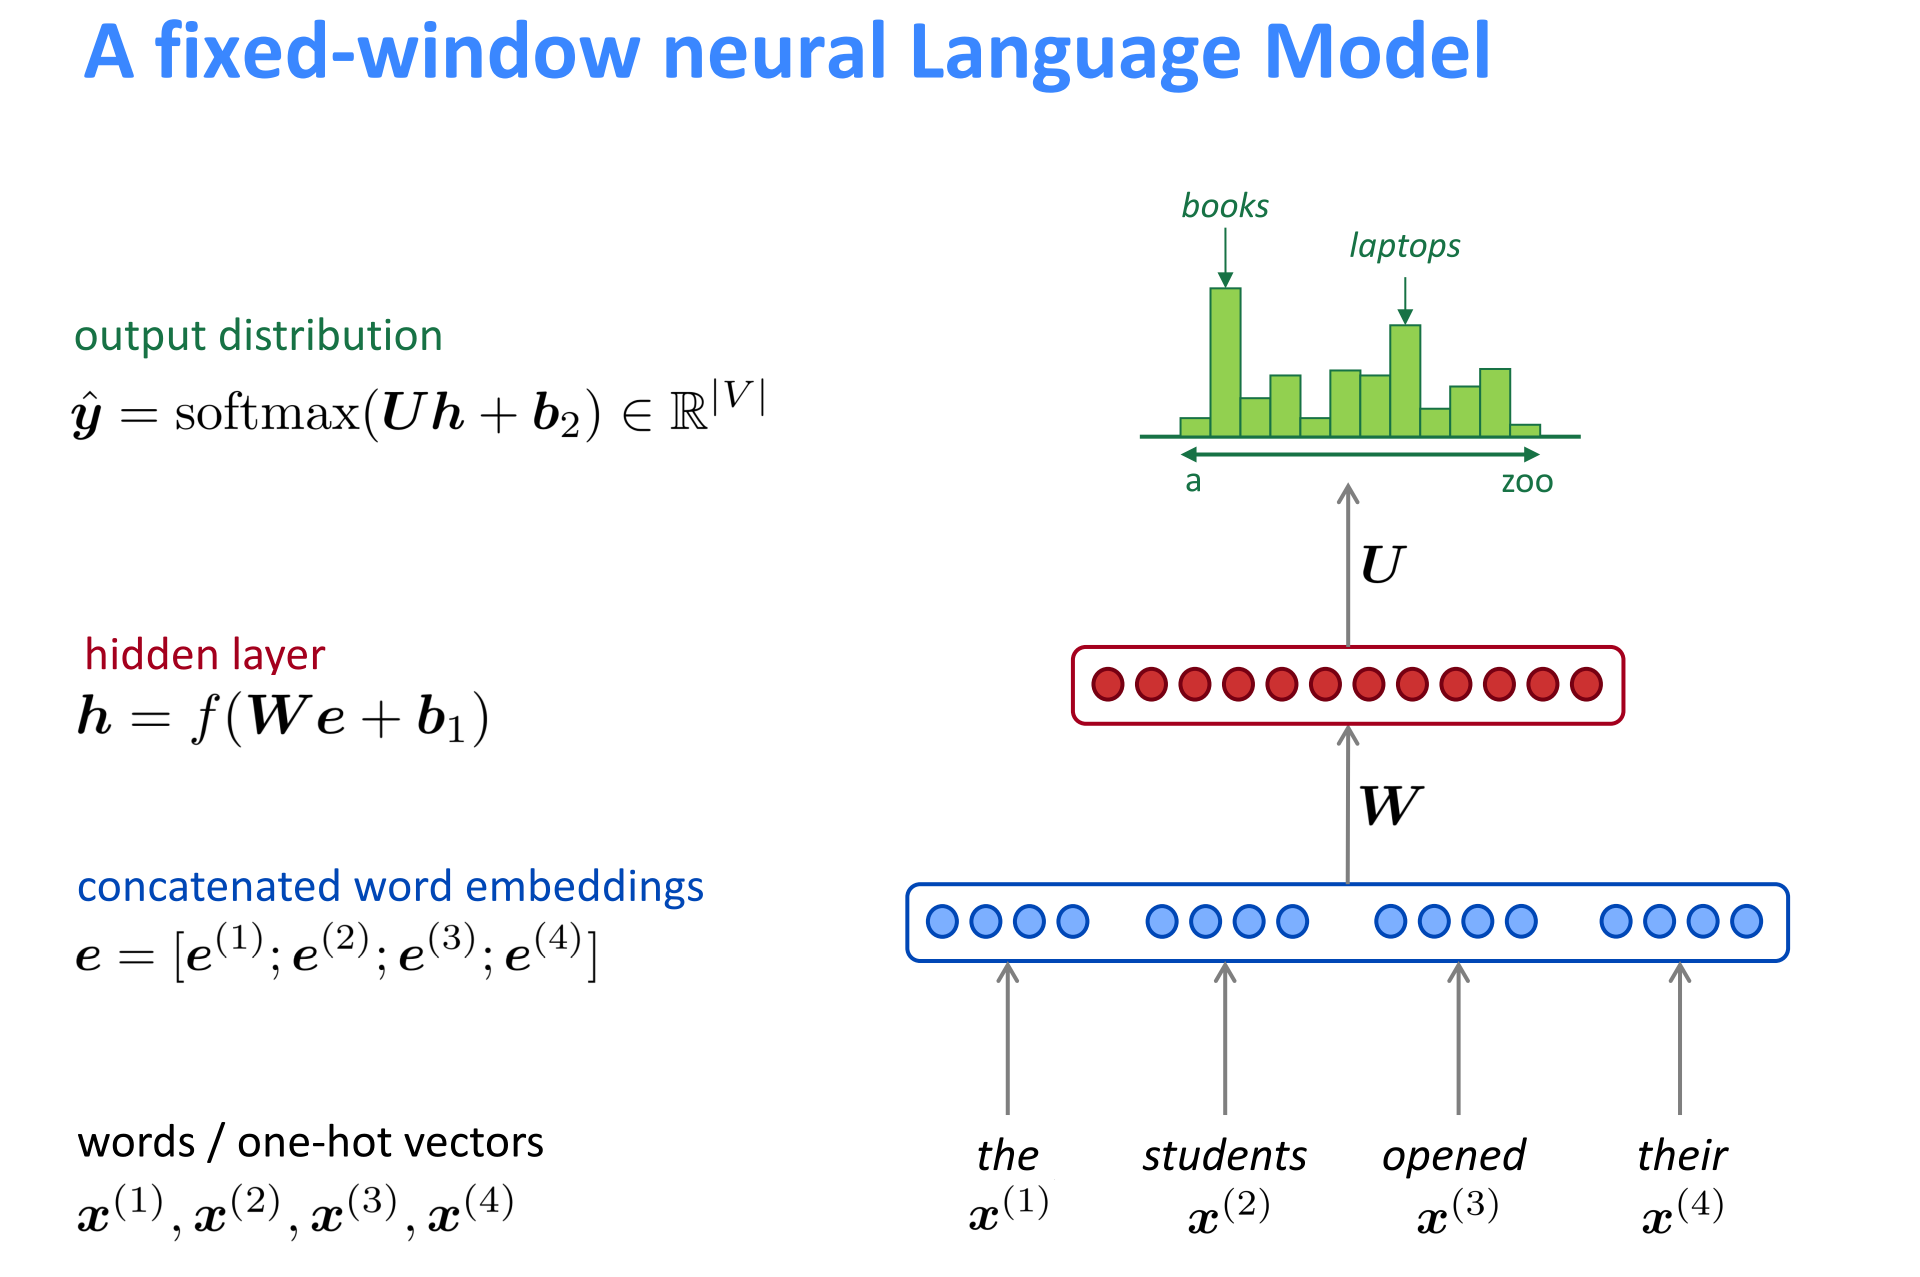 A fixed-window neural Language Model
books
laptops
output distribution
ŷ = softmax(Uh + b₂) ∈ ℝ^|V|
a zoo
U
hidden layer
h = f(We + b₁)
W
concatenated word embeddings
e = [e⁽¹⁾; e⁽²⁾; e⁽³⁾; e⁽⁴⁾]
words / one-hot vectors
x⁽¹⁾, x⁽²⁾, x⁽³⁾, x⁽⁴⁾
the students opened their
x⁽¹⁾ x⁽²⁾ x⁽³⁾ x⁽⁴⁾